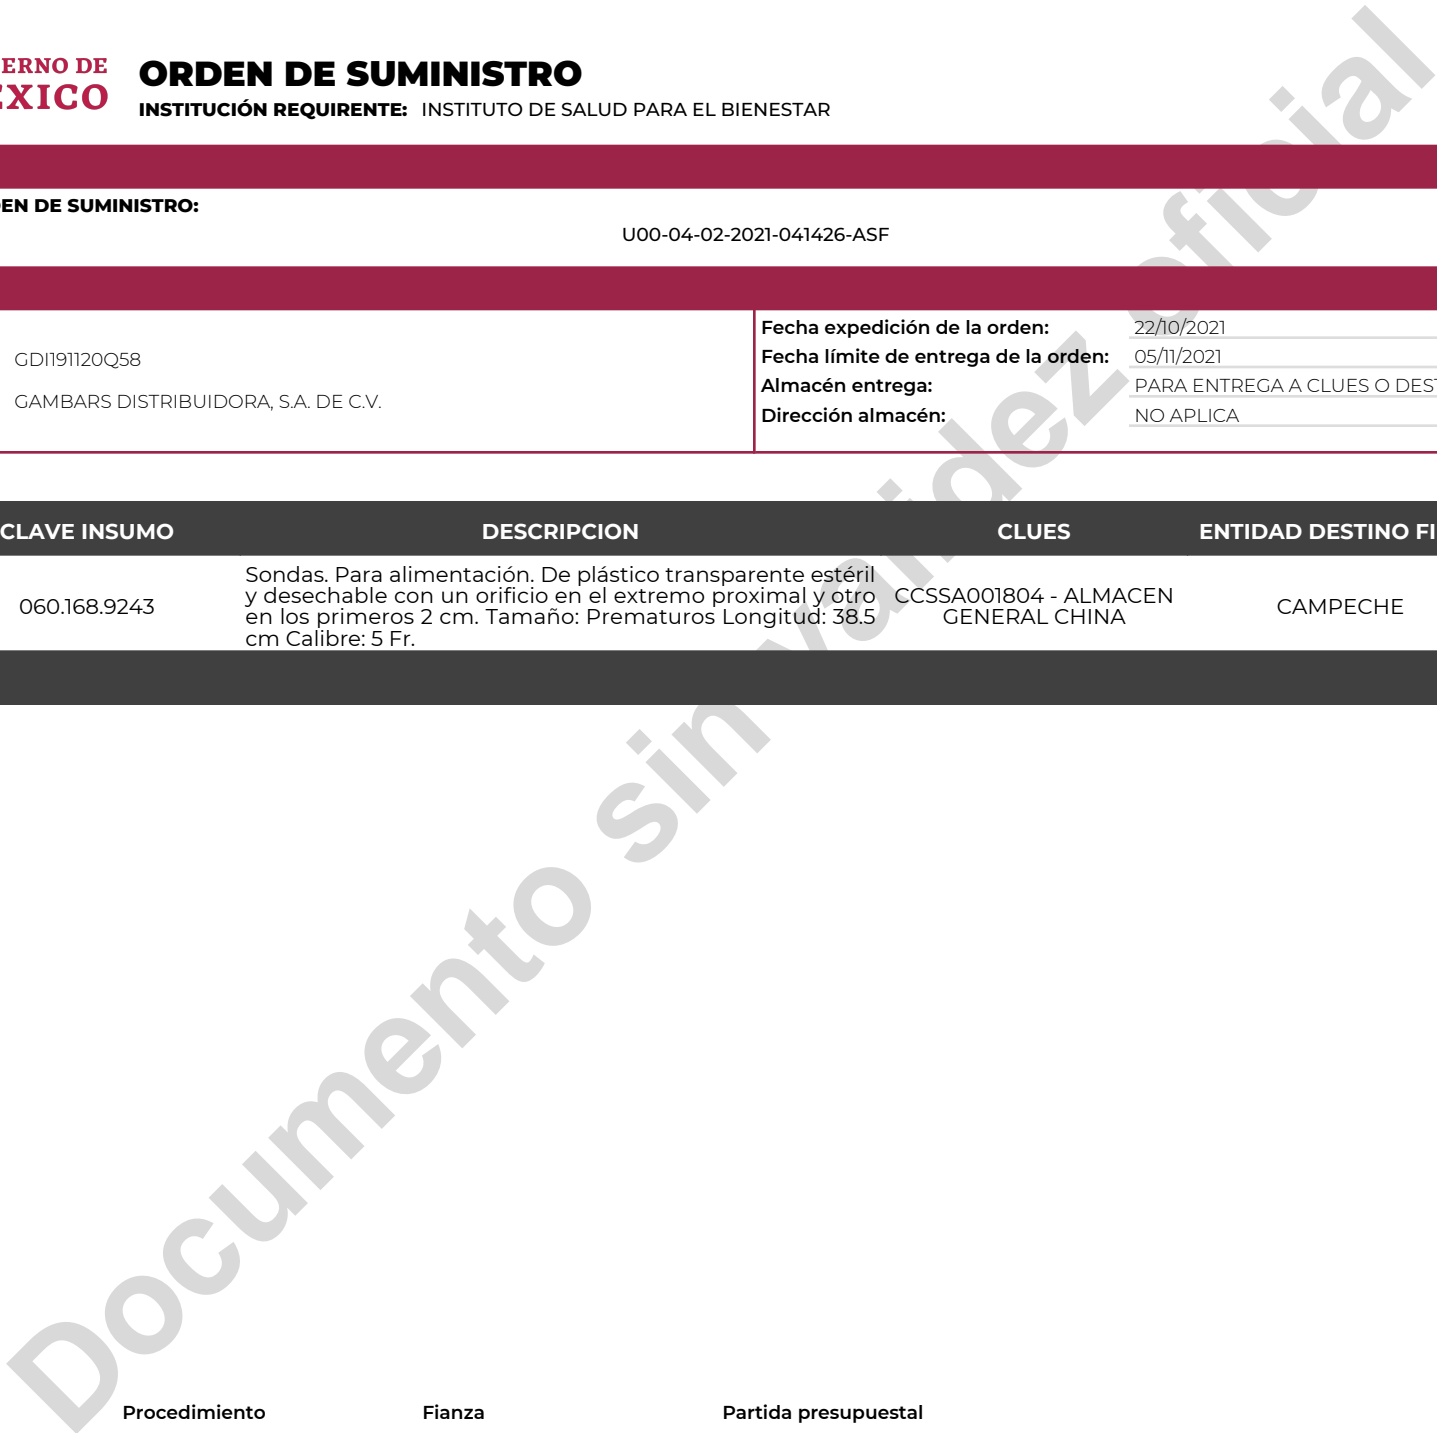 ERNO DE
ÉXICO
ORDEN DE SUMINISTRO
INSTITUCIÓN REQUIRENTE: INSTITUTO DE SALUD PARA EL BIENESTAR
EN DE SUMINISTRO:
U00-04-02-2021-041426-ASF
GDI191120Q58
GAMBARS DISTRIBUIDORA, S.A. DE C.V.
Fecha expedición de la orden: 22/10/2021
Fecha límite de entrega de la orden: 05/11/2021
Almacén entrega: PARA ENTREGA A CLUES O DEST
Dirección almacén: NO APLICA
CLAVE INSUMO DESCRIPCION CLUES ENTIDAD DESTINO FI
060.168.9243
Sondas. Para alimentación. De plástico transparente estéril
y desechable con un orificio en el extremo proximal y otro
en los primeros 2 cm. Tamaño: Prematuros Longitud: 38.5
cm Calibre: 5 Fr.
CCSSA001804 - ALMACEN
GENERAL CHINA
CAMPECHE
Documento sin validez oficial
Procedimiento Fianza Partida presupuestal